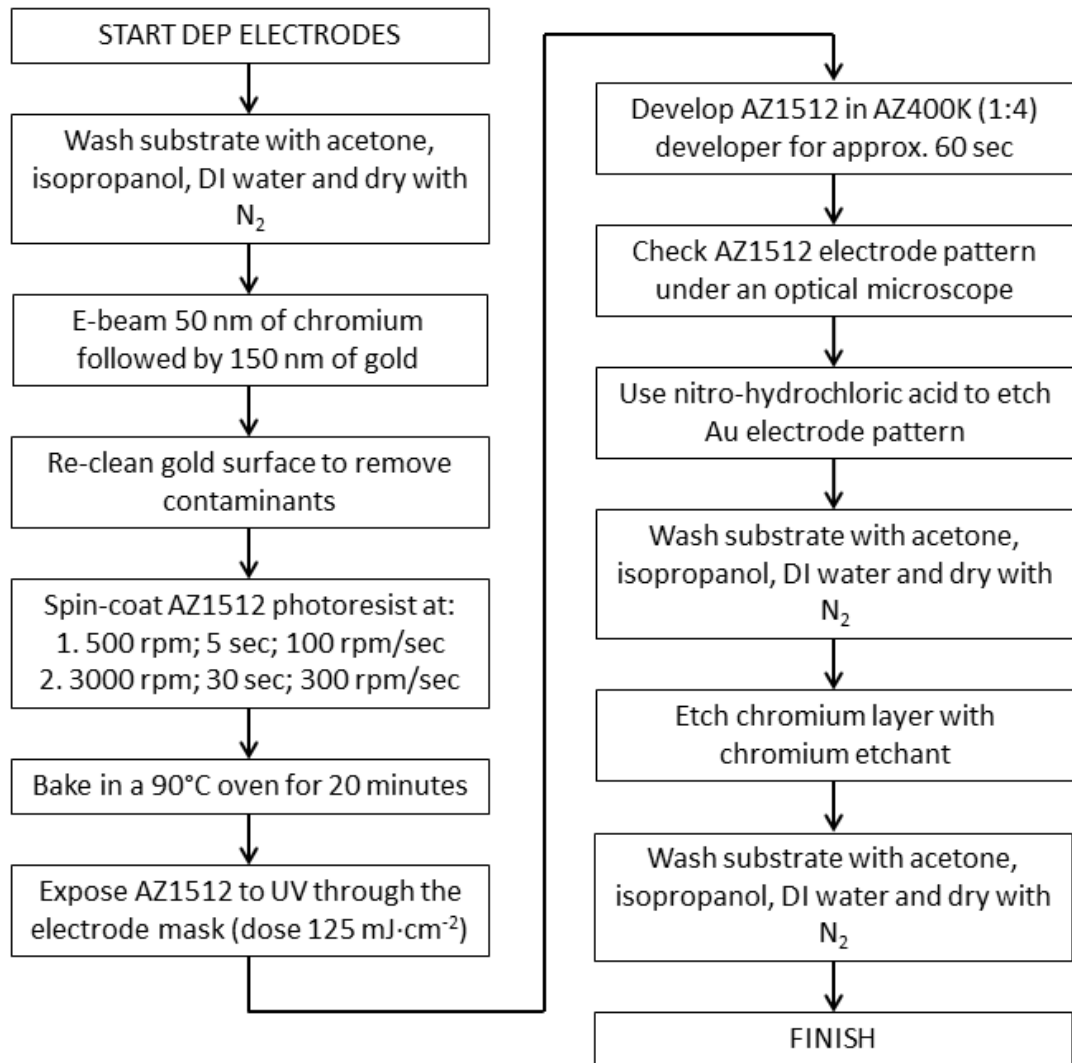 START DEP ELECTRODES
Wash substrate with acetone,
isopropanol, DI water and dry with
N₂
E-beam 50 nm of chromium
followed by 150 nm of gold
Re-clean gold surface to remove
contaminants
Spin-coat AZ1512 photoresist at:
1. 500 rpm; 5 sec; 100 rpm/sec
2. 3000 rpm; 30 sec; 300 rpm/sec
Bake in a 90°C oven for 20 minutes
Expose AZ1512 to UV through the
electrode mask (dose 125 mJ·cm⁻²)
Develop AZ1512 in AZ400K (1:4)
developer for approx. 60 sec
Check AZ1512 electrode pattern
under an optical microscope
Use nitro-hydrochloric acid to etch
Au electrode pattern
Wash substrate with acetone,
isopropanol, DI water and dry with
N₂
Etch chromium layer with
chromium etchant
Wash substrate with acetone,
isopropanol, DI water and dry with
N₂
FINISH